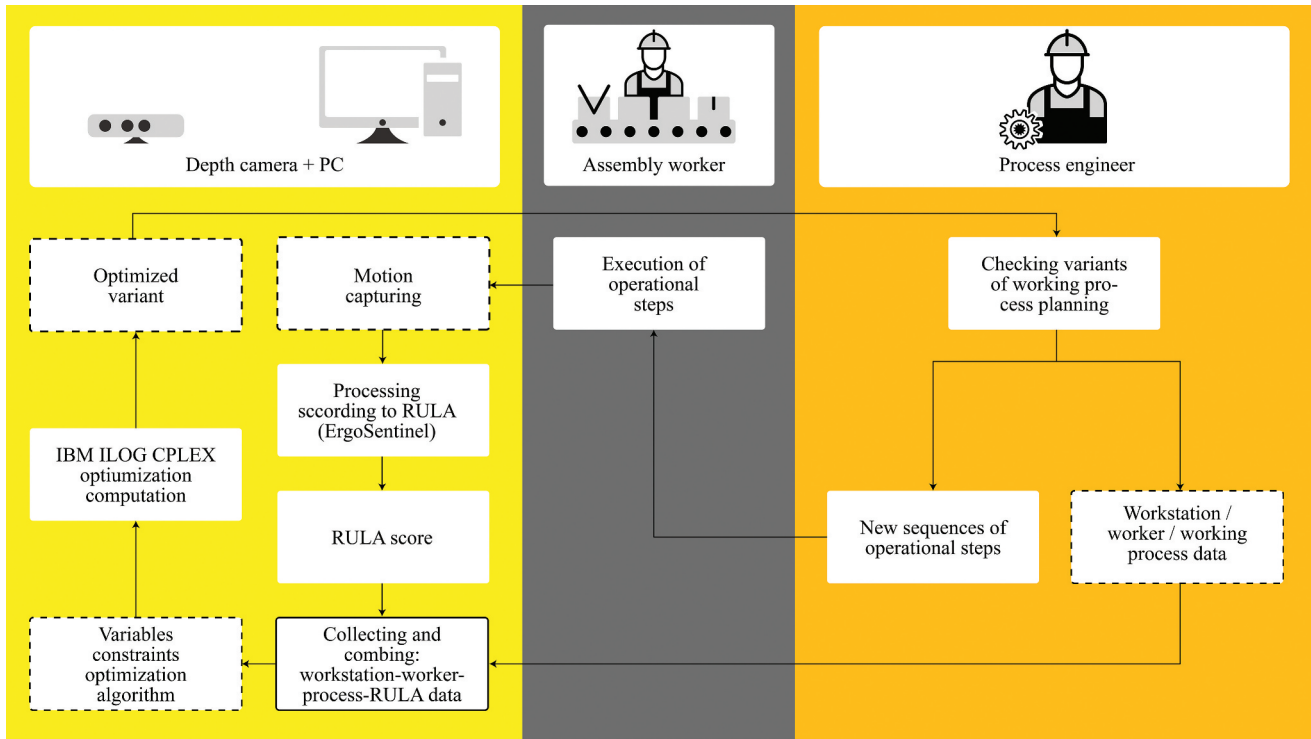 Depth camera + PC
Assembly worker
Process engineer
Optimized
variant
Motion
capturing
Execution of
operational
steps
Checking variants
of working pro-
cess planning
Processing
sccording to RULA
(ErgoSentinel)
IBM ILOG CPLEX
optiumization
computation
RULA score
New sequences of
operational steps
Workstation /
worker / working
process data
Variables
constraints
optimization
algorithm
Collecting and
combing:
workstation-worker-
process-RULA data